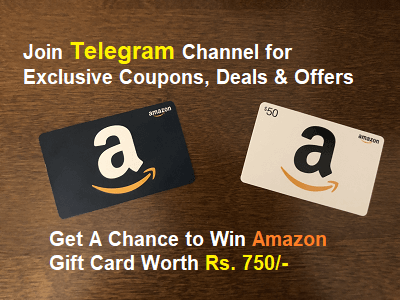 Join Telegram Channel for
Exclusive Coupons, Deals & Offers
amazon
a
$50
amazon
a
Get A Chance to Win Amazon
Gift Card Worth Rs. 750/-